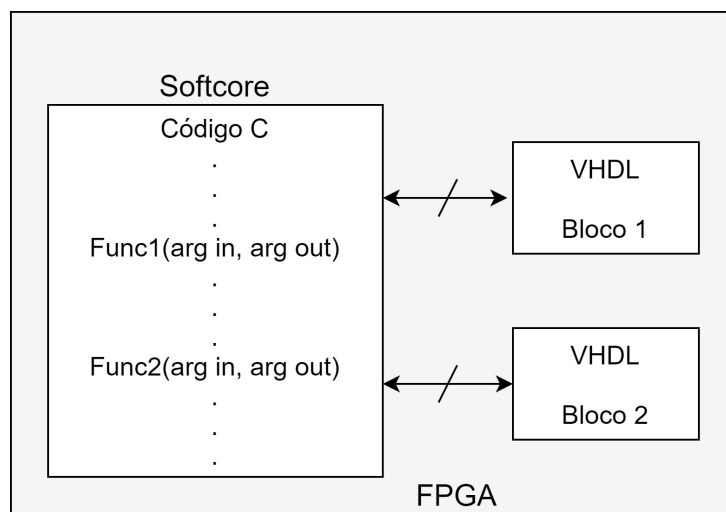 Softcore
Código C
.
.
.
Func1(arg in, arg out)
.
.
.
Func2(arg in, arg out)
.
.
.
VHDL
Bloco 1
VHDL
Bloco 2
FPGA